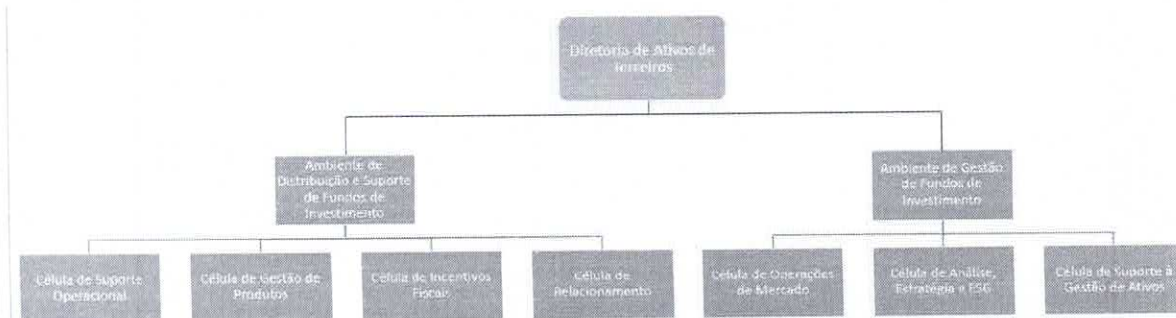 Diretoria de Ativos de
Terceiros
Ambiente de
Distribuição e Suporte
de Fundos de
Investimento
Ambiente de Gestão
de Fundos de
Investimento
Célula de Suporte
Operacional
Célula de Gestão de
Produtos
Célula de Incentivos
Fiscais
Célula de
Relacionamento
Célula de Operações
de Mercado
Célula de Análise,
Estratégia e ESG
Célula de Suporte à
Gestão de Ativos